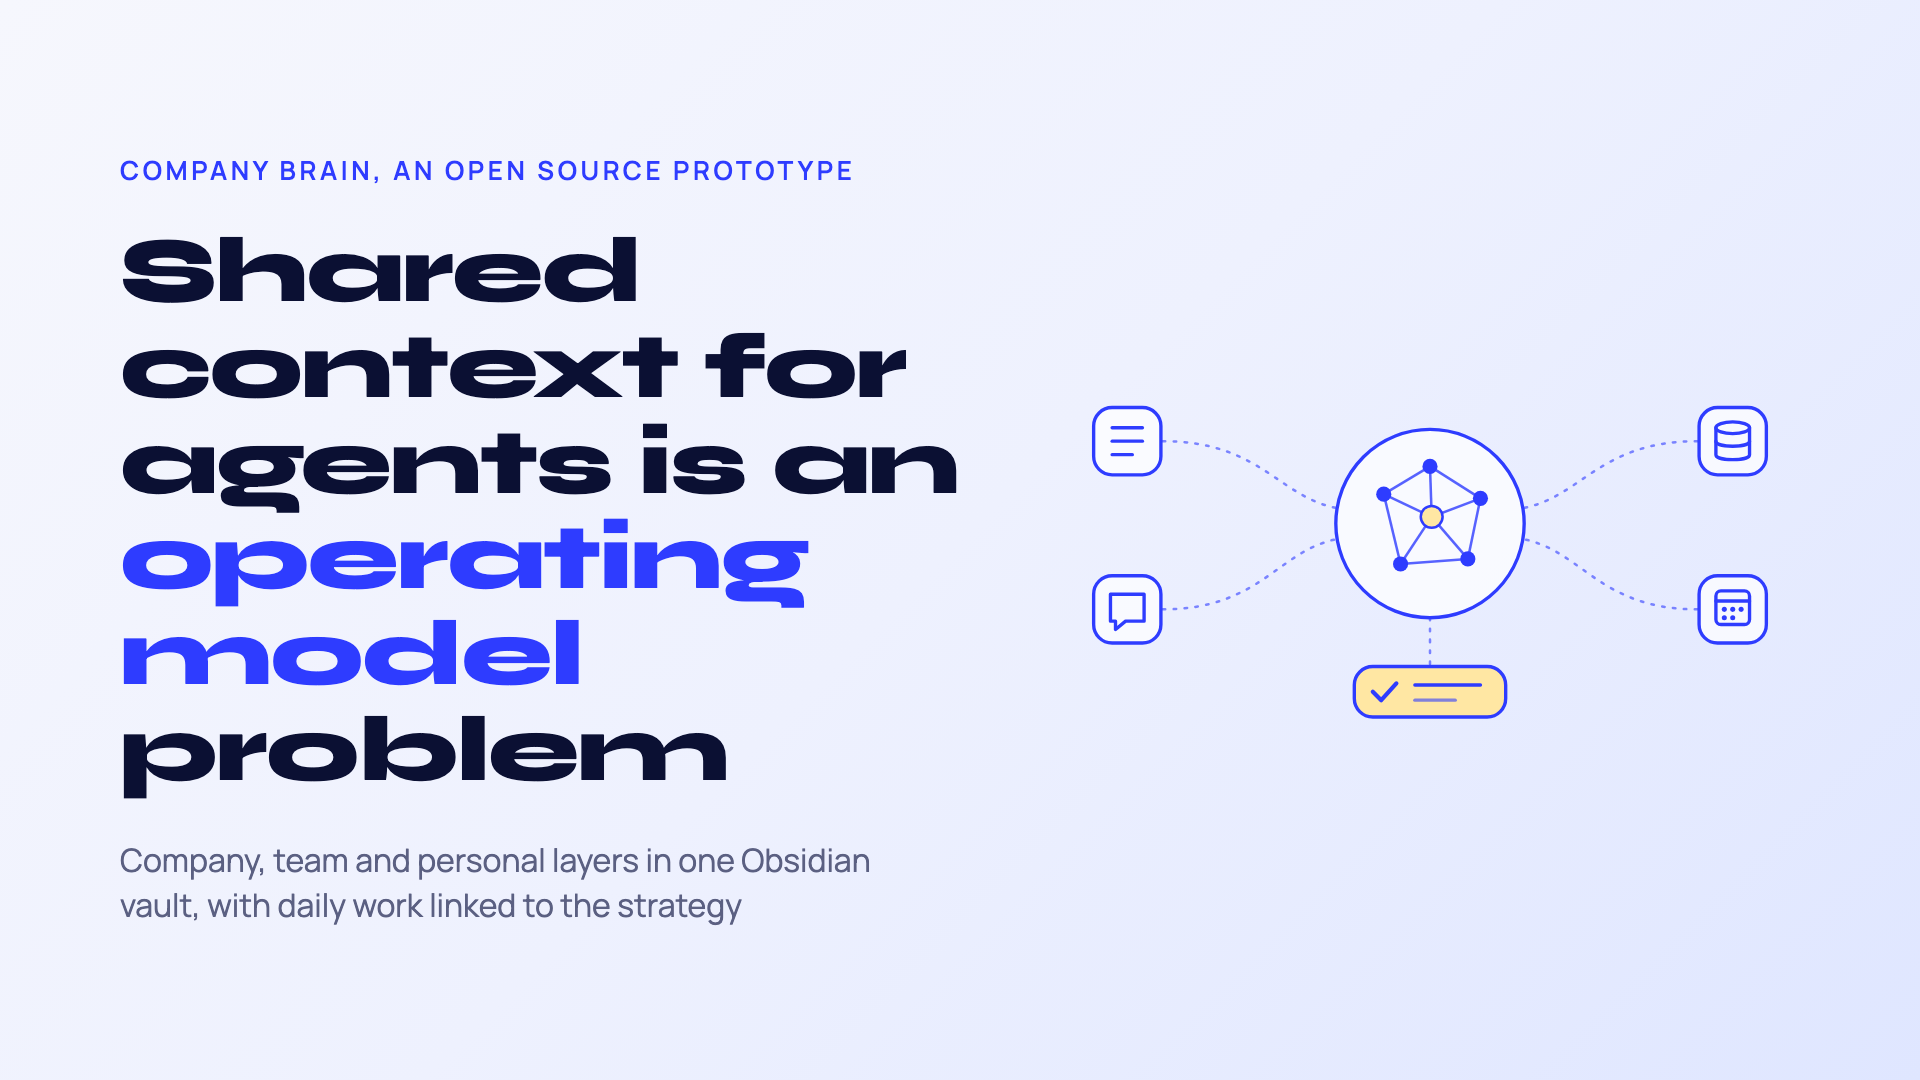 COMPANY BRAIN, AN OPEN SOURCE PROTOTYPE
Shared
context for
agents is an
operating
model
problem
Company, team and personal layers in one Obsidian
vault, with daily work linked to the strategy